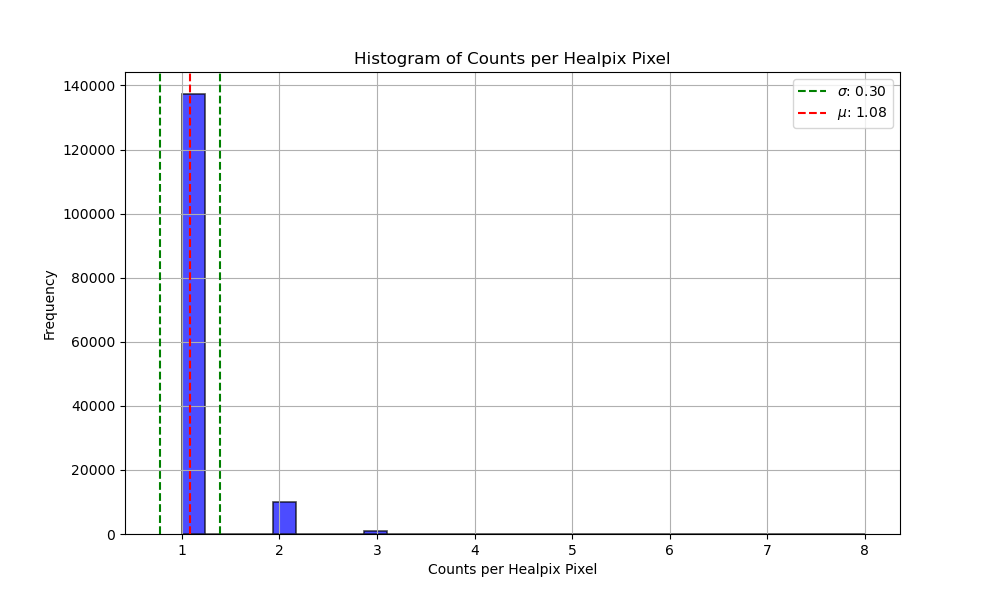 Histogram of Counts per Healpix Pixel
σ: 0.30
μ: 1.08
140000
120000
100000
80000
60000
40000
20000
0
Frequency
1 2 3 4 5 6 7 8
Counts per Healpix Pixel